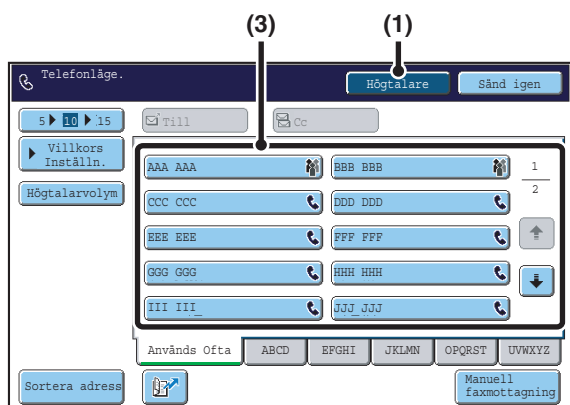 (3) (1)
Telefonläge.
Högtalare Sänd igen
5 10 15 Till Cc
Villkors
Inställn.
Högtalarvolym
AAA AAA BBB BBB 1
2
CCC CCC DDD DDD
EEE EEE FFF FFF
GGG GGG HHH HHH
III III JJJ JJJ
Används Ofta ABCD EFGHI JKLMN OPQRST UVWXYZ
Sortera adress Manuell
faxmottagning